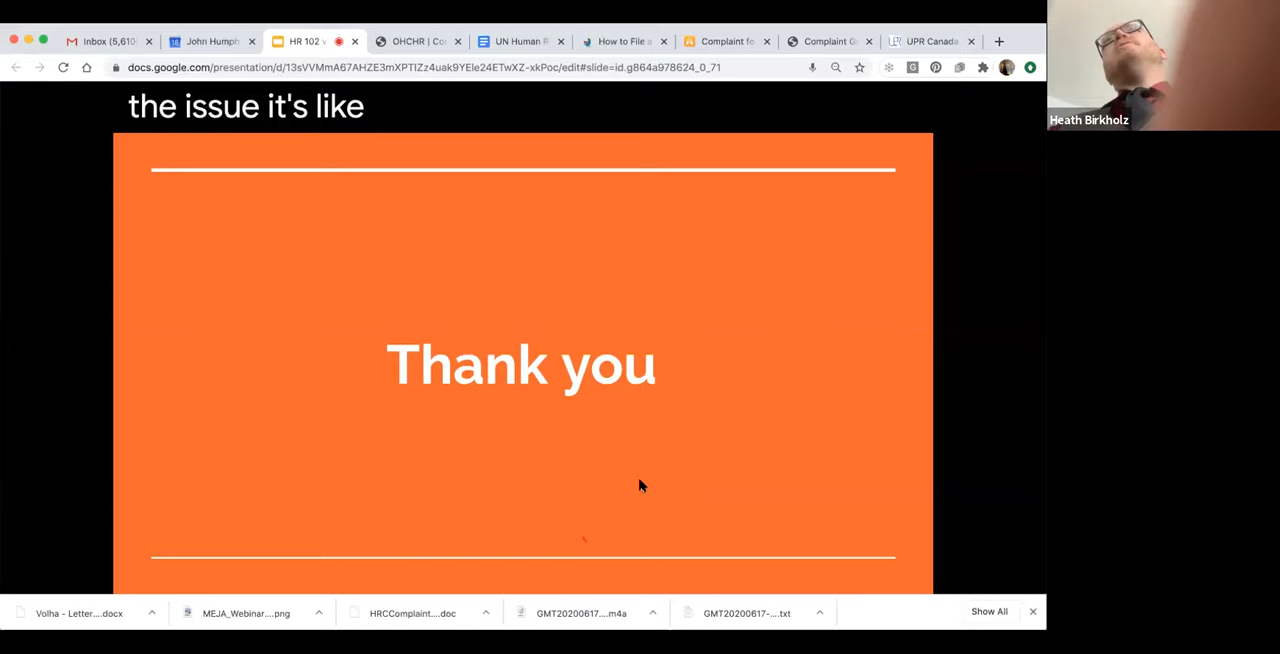 Inbox (5,610
John Humph
HR 102 v
OHCHR | Co
UN Human R
How to File a
Complaint fo
Complaint G
UPR Canada
docs.google.com/presentation/d/13sVVMmA67AHZE3mXPTIZz4uak9YEle24ETwXZ-xkPoc/edit#slide=id.g864a978624_0_71
Heath Birkholz
the issue it's like
Thank you
Volha - Letter....docx
MEJA_Webinar....png
HRCComplaint....doc
GMT20200617....m4a
GMT20200617-....txt
Show All